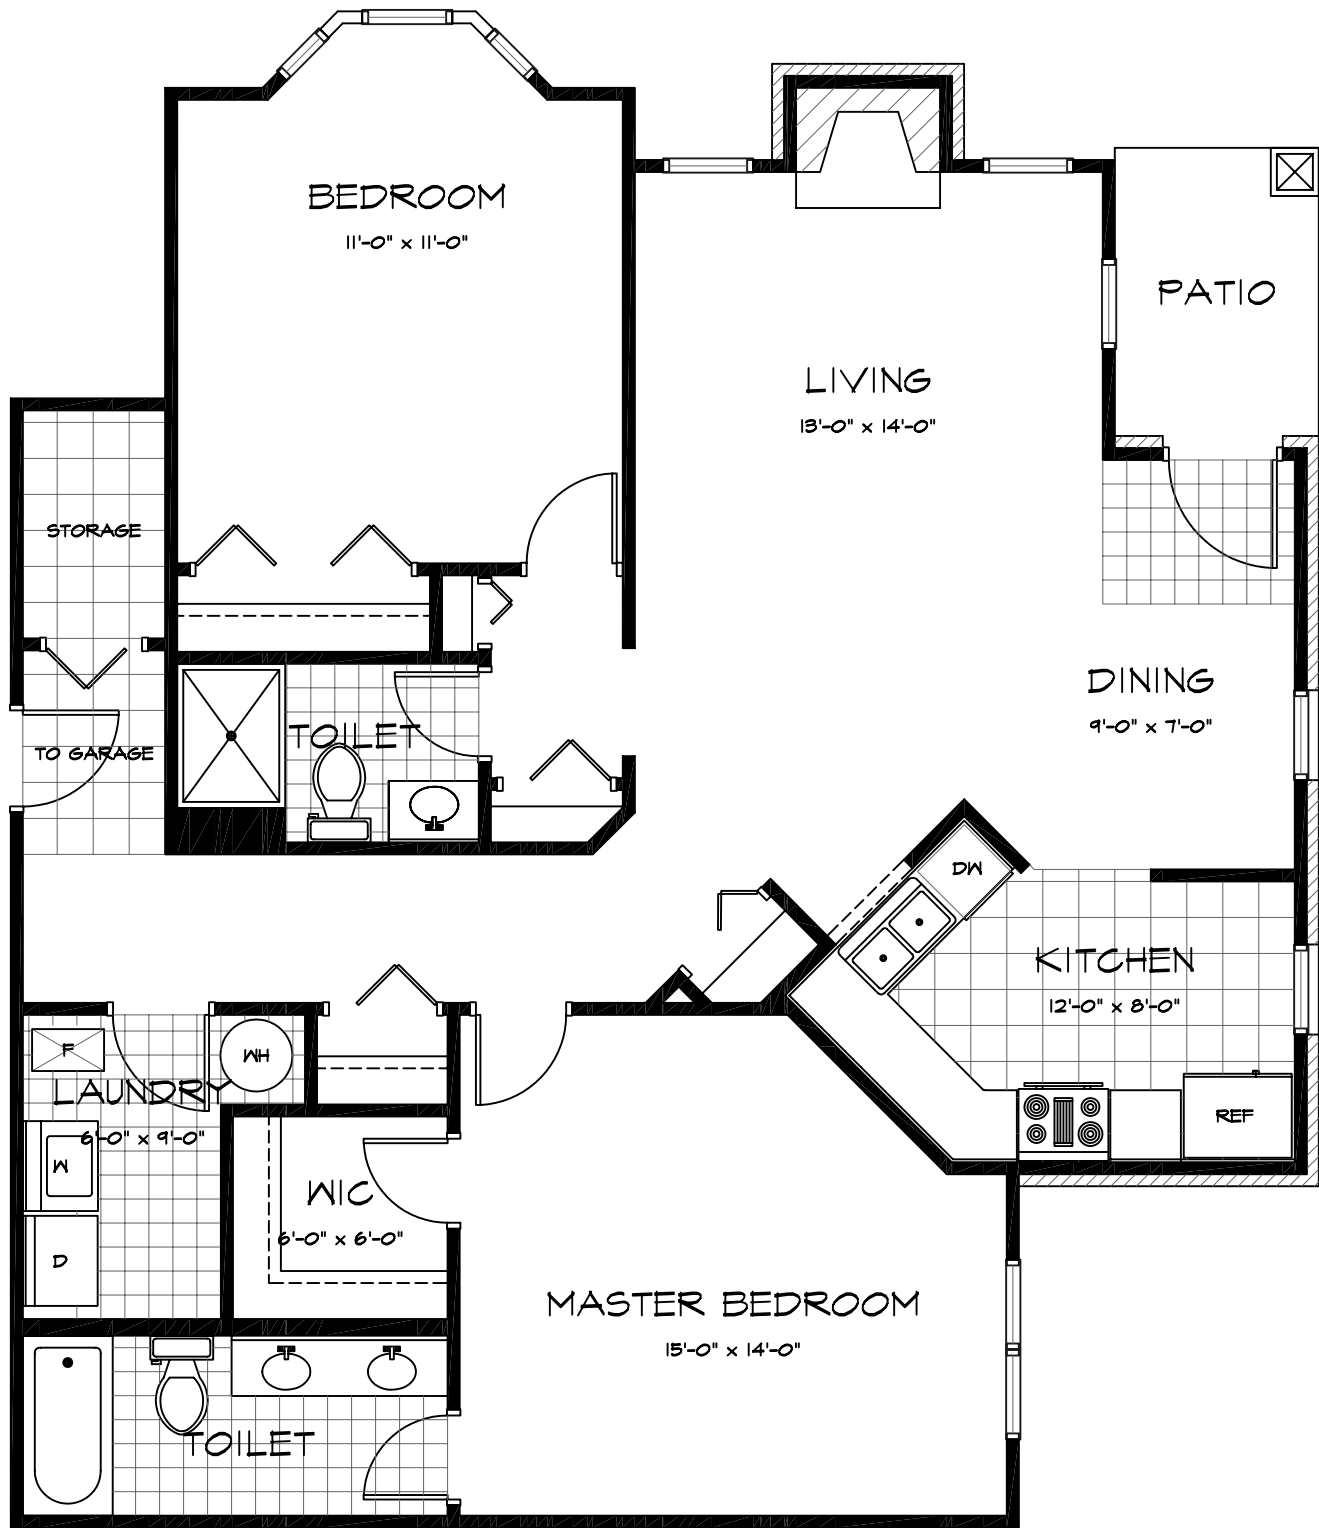 BEDROOM
11'-0" x 11'-0"
PATIO
LIVING
13'-0" x 14'-0"
STORAGE
DINING
9'-0" x 7'-0"
TOILET
TO GARAGE
DW
KITCHEN
12'-0" x 8'-0"
F
WH
LAUNDRY
6'-0" x 9'-0"
REF
W
WIC
6'-0" x 6'-0"
D
MASTER BEDROOM
15'-0" x 14'-0"
TOILET